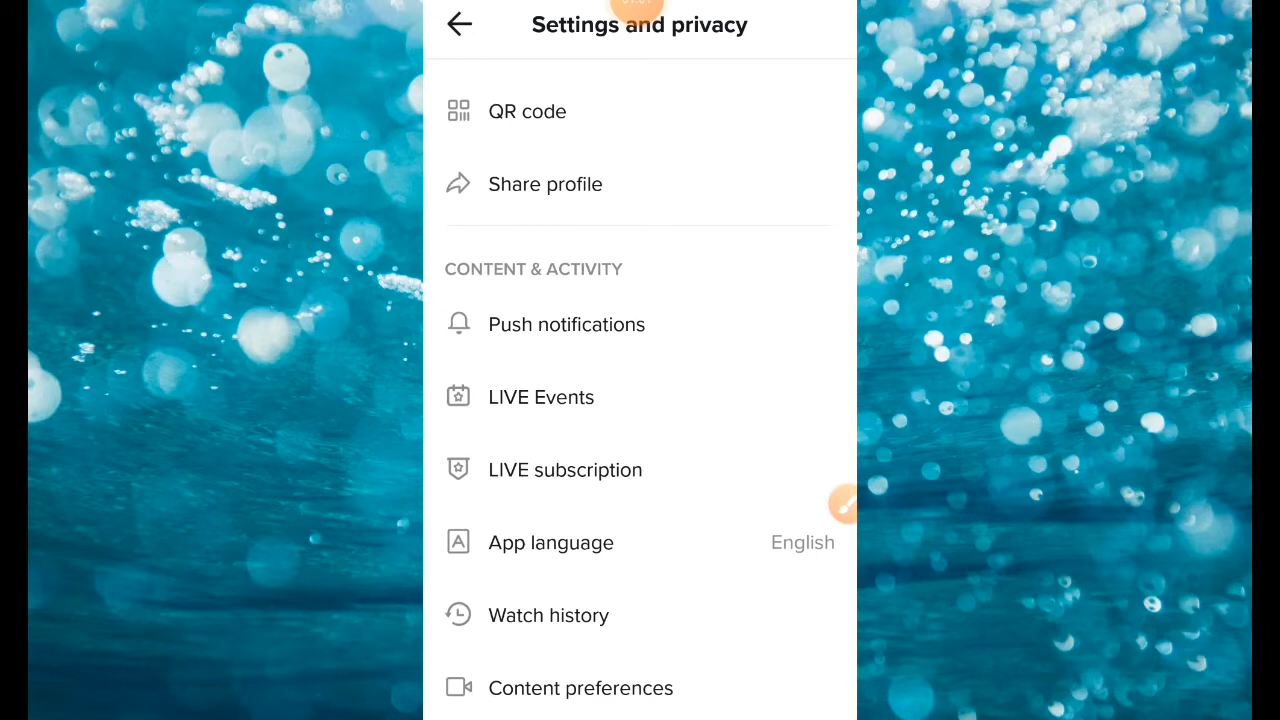 Settings and privacy
QR code
Share profile
CONTENT & ACTIVITY
Push notifications
LIVE Events
LIVE subscription
App language English
Watch history
Content preferences